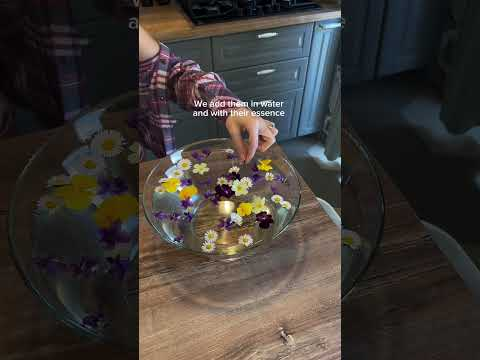 We add them in water
and with their essence